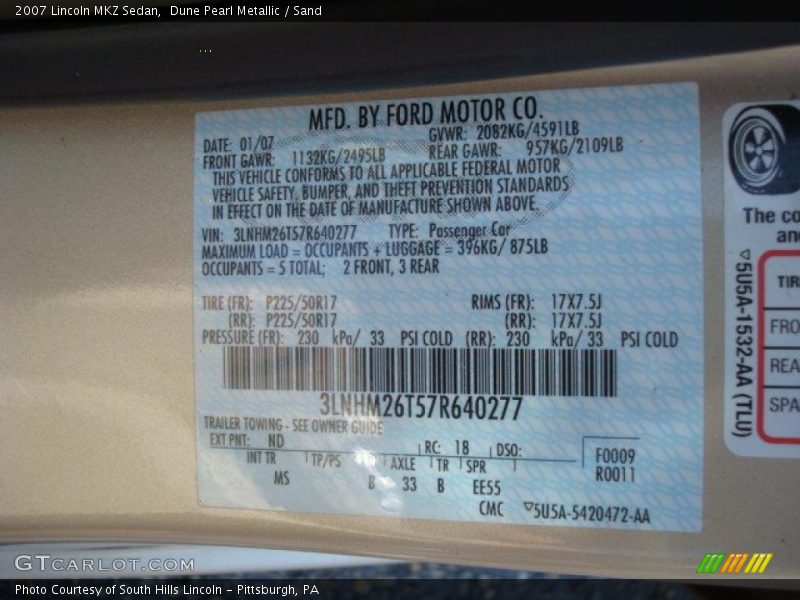 2007 Lincoln MKZ Sedan, Dune Pearl Metallic / Sand
MFD. BY FORD MOTOR CO.
DATE: 01/07 GVWR: 2082KG/4591LB
FRONT GAWR: 1132KG/2495LB REAR GAWR: 957KG/2109LB
THIS VEHICLE CONFORMS TO ALL APPLICABLE FEDERAL MOTOR
VEHICLE SAFETY, BUMPER, AND THEFT PREVENTION STANDARDS
IN EFFECT ON THE DATE OF MANUFACTURE SHOWN ABOVE.
VIN: 3LNHM26T57R640277 TYPE: Passenger Car
MAXIMUM LOAD = OCCUPANTS + LUGGAGE = 396KG/ 875LB
OCCUPANTS = 5 TOTAL; 2 FRONT, 3 REAR
TIRE (FR): P225/50R17 RIMS (FR): 17X7.5J
(RR): P225/50R17 (RR): 17X7.5J
PRESSURE (FR): 230 kPa/ 33 PSI COLD (RR): 230 kPa/ 33 PSI COLD
3LNHM26T57R640277
TRAILER TOWING - SEE OWNER GUIDE
EXT PNT: ND RC: 18 DSO: F0009
INT TR TP/PS AXLE TR SPR R0011
MS B 33 B EE55
CMC ▽5U5A-5420472-AA
The co
an
▽5U5A-1532-AA (TLU)
TIR
FRO
REA
SPA
GTCARLOT.COM
Photo Courtesy of South Hills Lincoln - Pittsburgh, PA